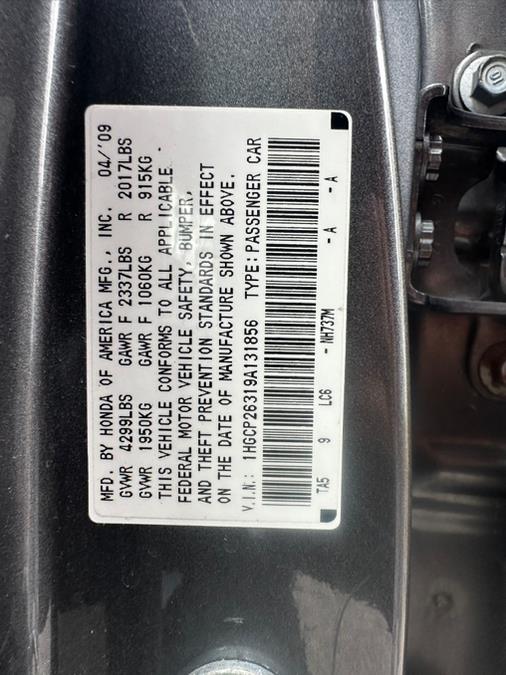 MFD. BY HONDA OF AMERICA MFG., INC. 04/'09
GVWR 4299LBS GAWR F 2337LBS R 2017LBS
GVWR 1950KG GAWR F 1060KG R 915KG
THIS VEHICLE CONFORMS TO ALL APPLICABLE
FEDERAL MOTOR VEHICLE SAFETY, BUMPER,
AND THEFT PREVENTION STANDARDS IN EFFECT
ON THE DATE OF MANUFACTURE SHOWN ABOVE.
V.I.N.: 1HGCP26319A131856 TYPE: PASSENGER CAR
TA5 9 LC6 -NH737M -A -A